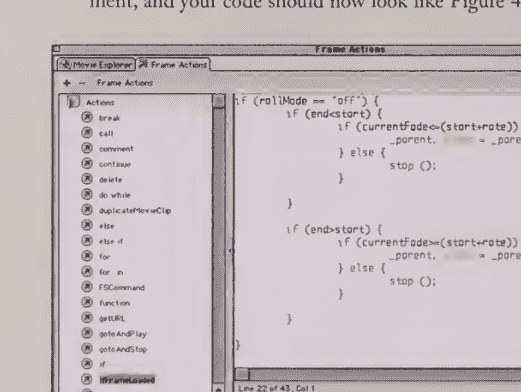 ment, and your code should now look like Figure 4
Frame Actions
Movie Explorer Frame Actions
+ - Frame Actions
Actions
break
call
comment
continue
delete
do while
duplicateMovieClip
else
else if
for
for in
FSCommand
function
getURL
gotoAndPlay
gotoAndStop
if
ifFrameLoaded
if (rollMode == "off") {
if (end<start) {
if (currentFade<=(start+rate))
_parent. = _pare
} else {
stop ();
}
}
if (end>start) {
if (currentFade>=(start+rate))
_parent. = _pare
} else {
stop ();
}
}
}
Line 22 of 43, Col 1